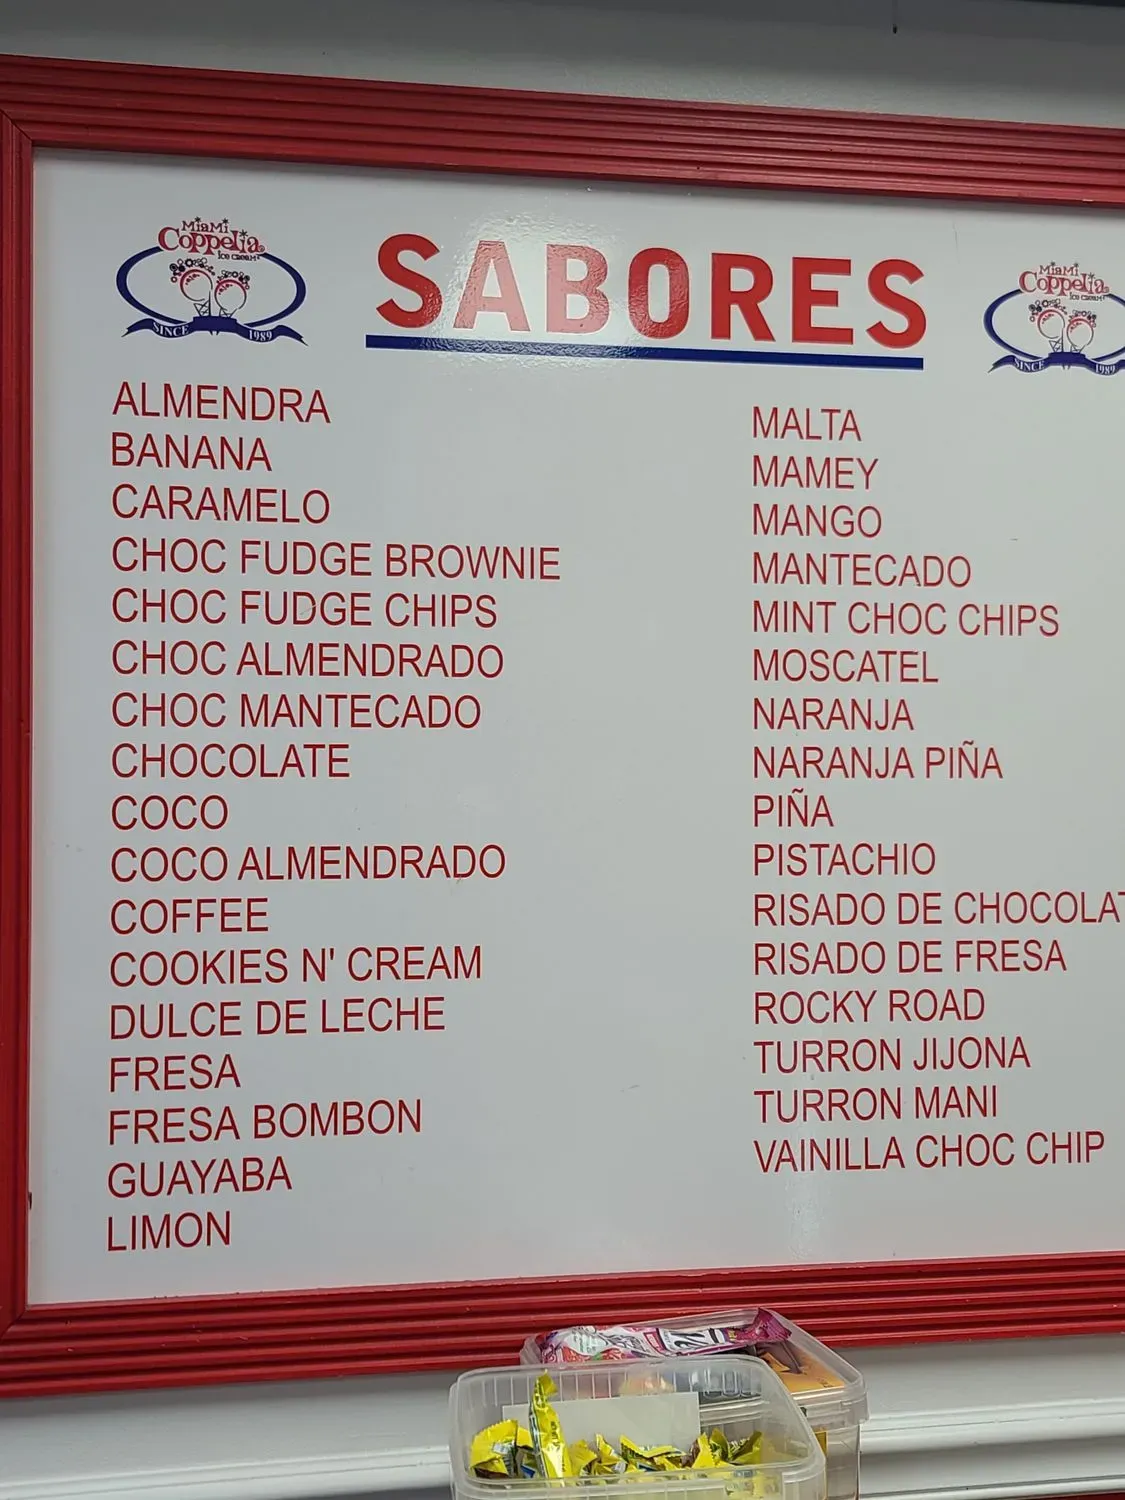 MiaMi
Coppelia
Ice cream
SINCE 1989
SABORES
MiaMi
Coppelia
Ice cream
SINCE 1989
ALMENDRA
BANANA
CARAMELO
CHOC FUDGE BROWNIE
CHOC FUDGE CHIPS
CHOC ALMENDRADO
CHOC MANTECADO
CHOCOLATE
COCO
COCO ALMENDRADO
COFFEE
COOKIES N' CREAM
DULCE DE LECHE
FRESA
FRESA BOMBON
GUAYABA
LIMON
MALTA
MAMEY
MANGO
MANTECADO
MINT CHOC CHIPS
MOSCATEL
NARANJA
NARANJA PIÑA
PIÑA
PISTACHIO
RISADO DE CHOCOLAT
RISADO DE FRESA
ROCKY ROAD
TURRON JIJONA
TURRON MANI
VAINILLA CHOC CHIP